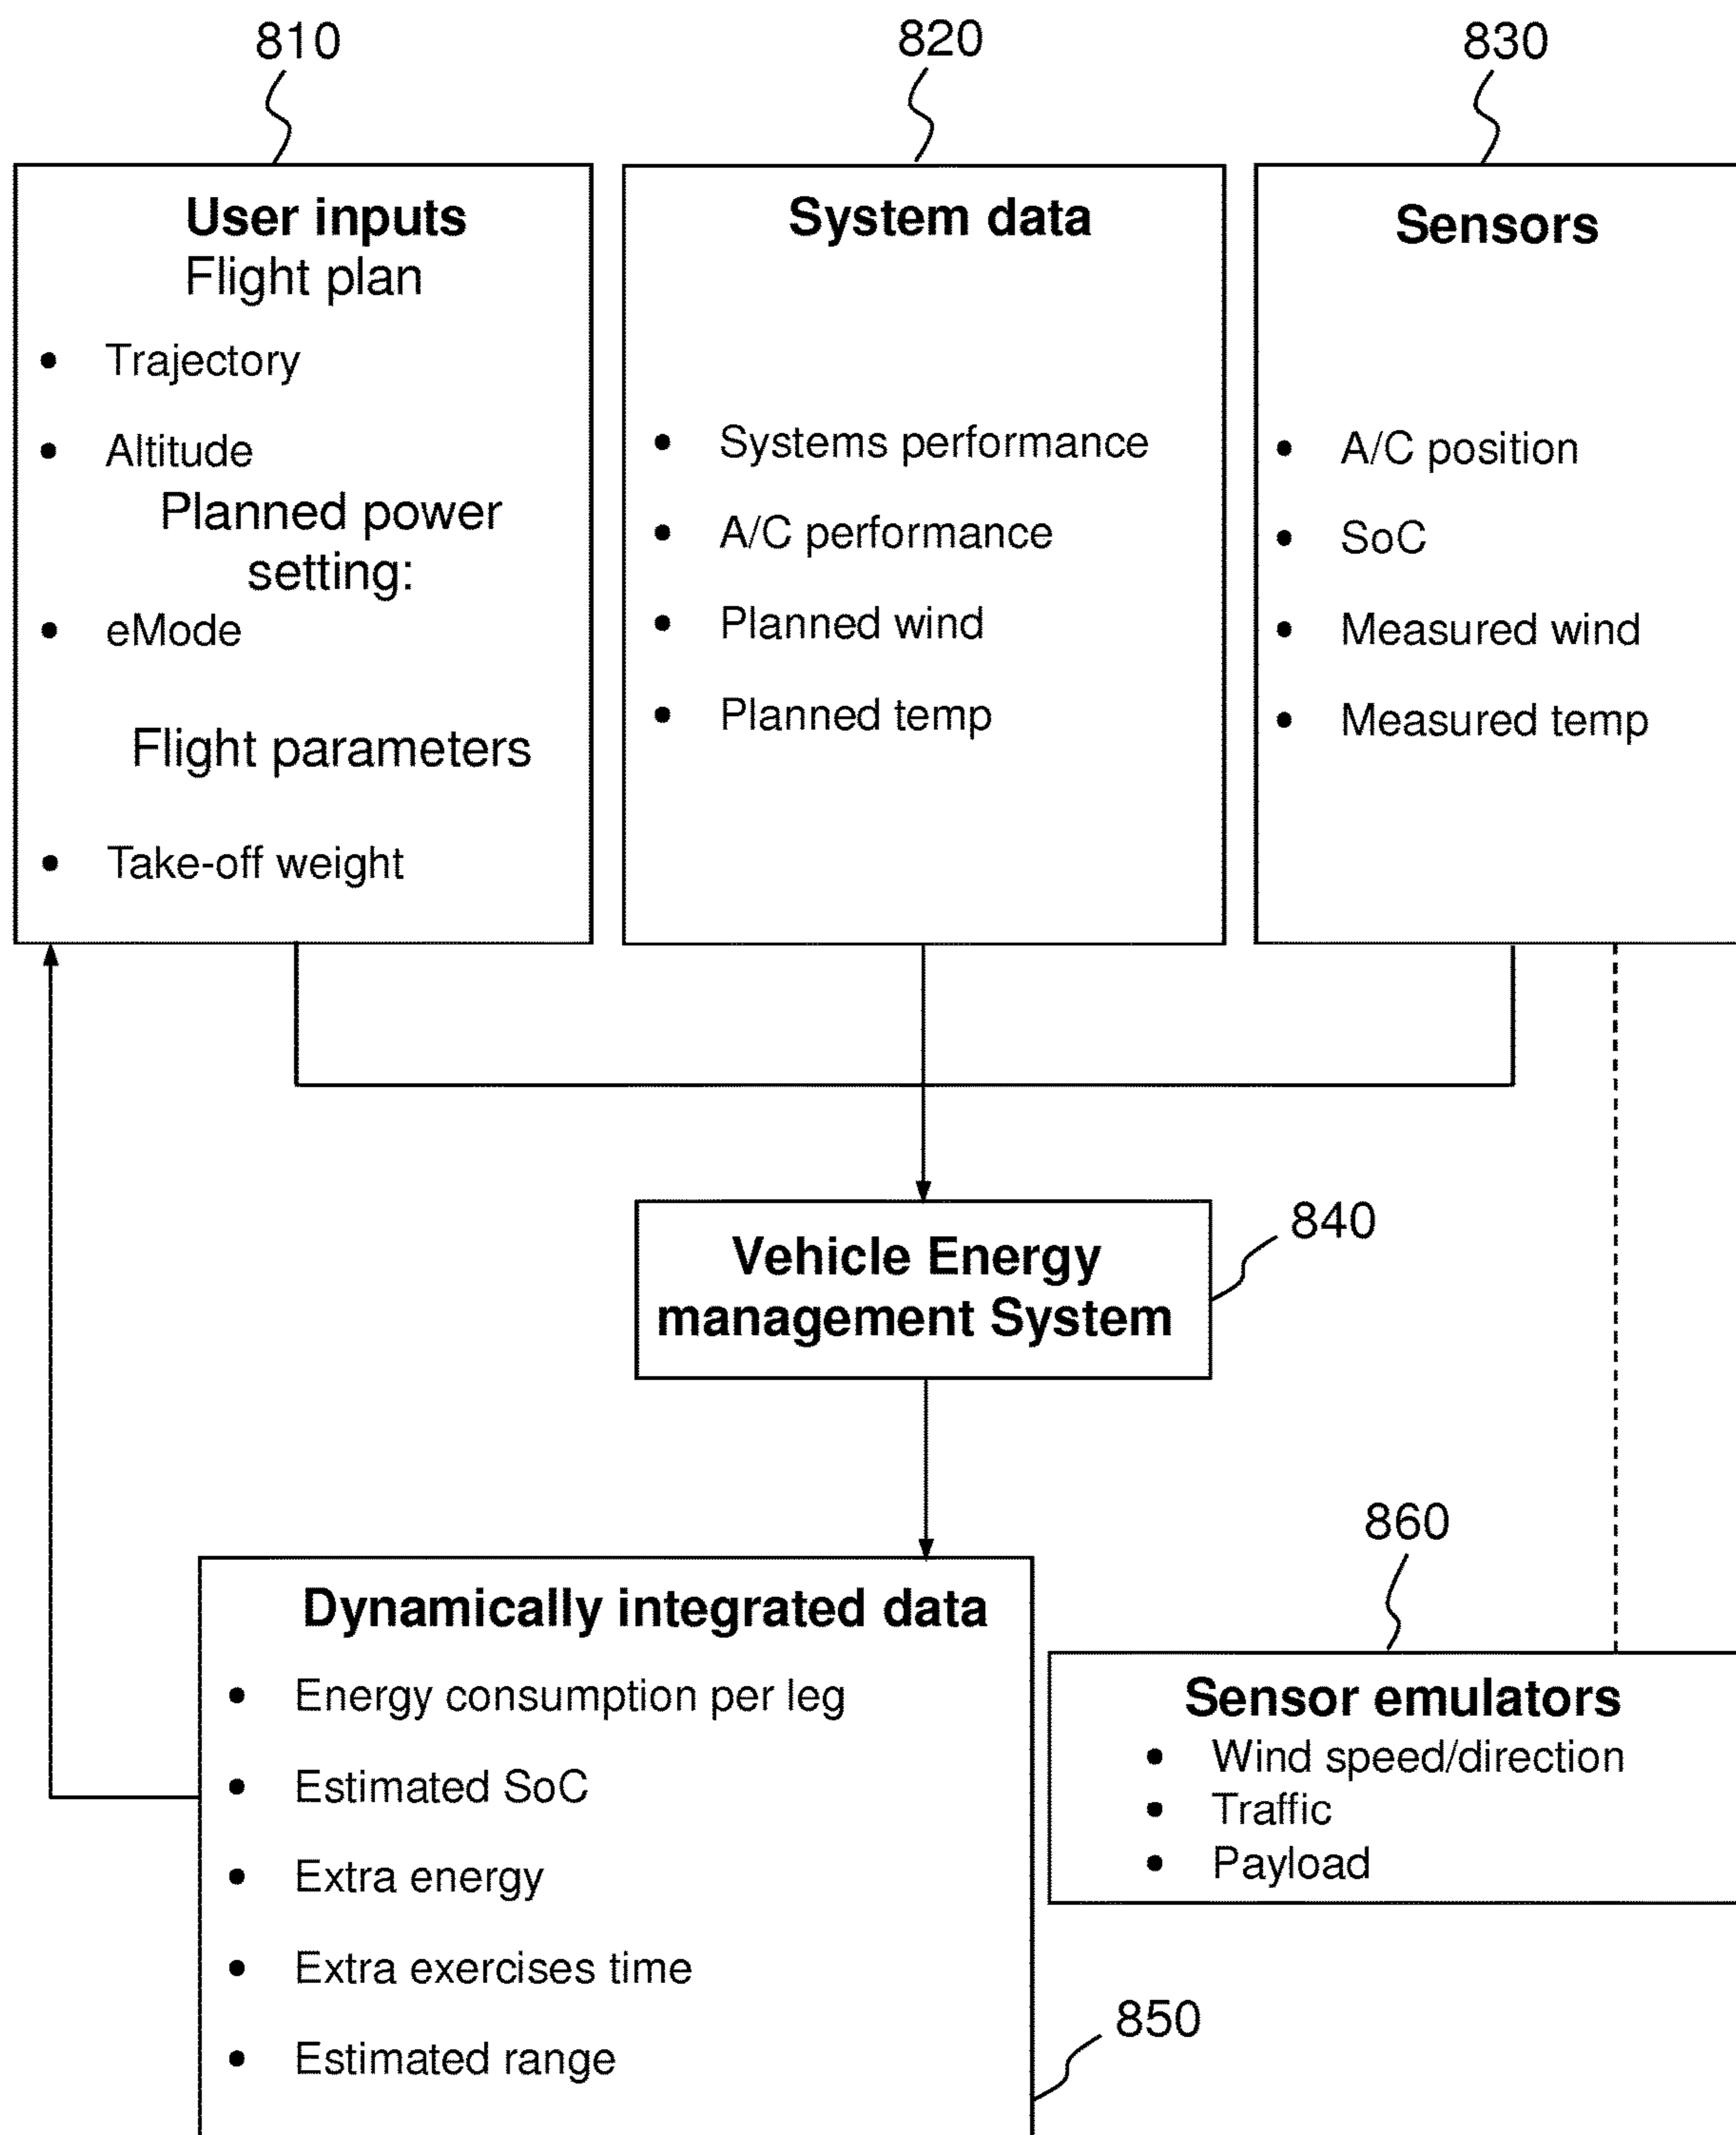 810
820
830
User inputs
Flight plan
• Trajectory
• Altitude
Planned power
setting:
• eMode
Flight parameters
• Take-off weight
System data
• Systems performance
• A/C performance
• Planned wind
• Planned temp
Sensors
• A/C position
• SoC
• Measured wind
• Measured temp
Vehicle Energy
management System
840
Dynamically integrated data
• Energy consumption per leg
• Estimated SoC
• Extra energy
• Extra exercises time
• Estimated range
850
860
Sensor emulators
• Wind speed/direction
• Traffic
• Payload